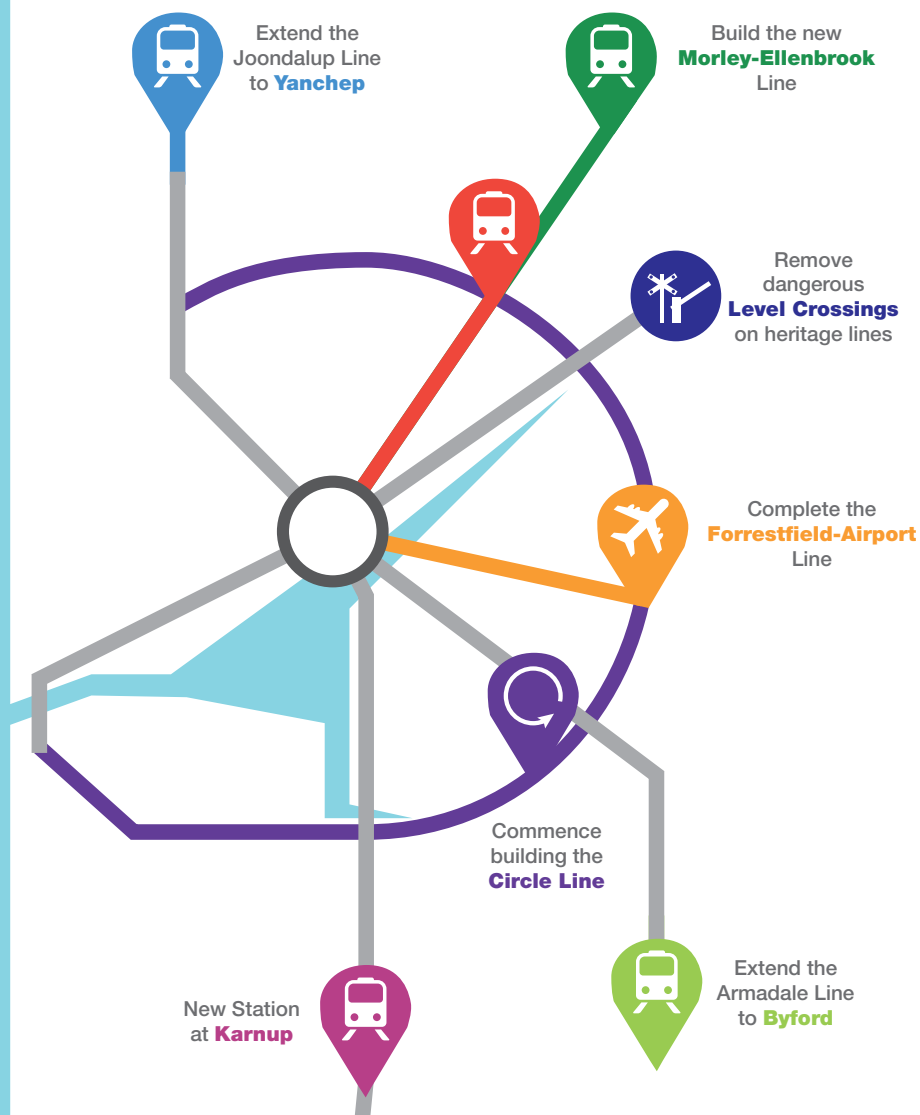 Extend the
Joondalup Line
to Yanchep
Build the new
Morley-Ellenbrook
Line
Remove
dangerous
Level Crossings
on heritage lines
Complete the
Forrestfield-Airport
Line
Commence
building the
Circle Line
New Station
at Karnup
Extend the
Armadale Line
to Byford